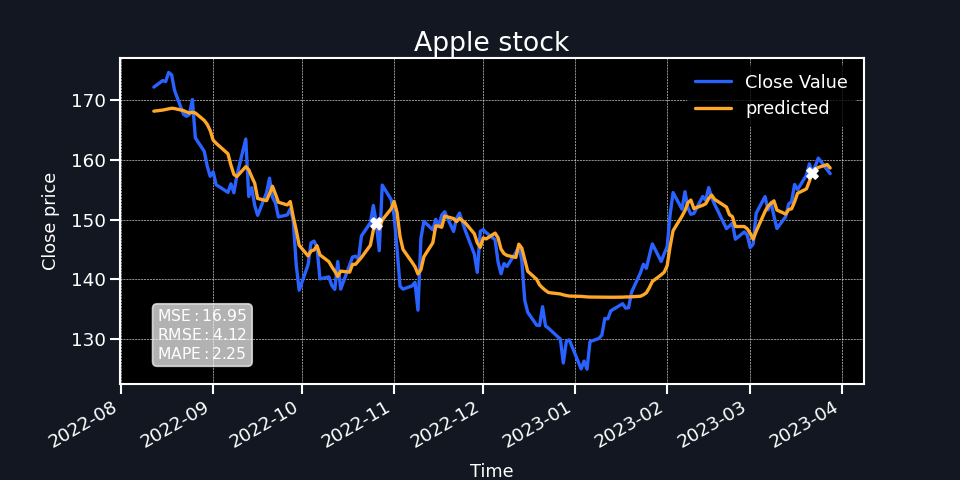 Apple stock
Close Value
predicted
Close price
170
160
150
140
130
MSE : 16.95
RMSE : 4.12
MAPE : 2.25
2022-08
2022-09
2022-10
2022-11
2022-12
2023-01
2023-02
2023-03
2023-04
Time